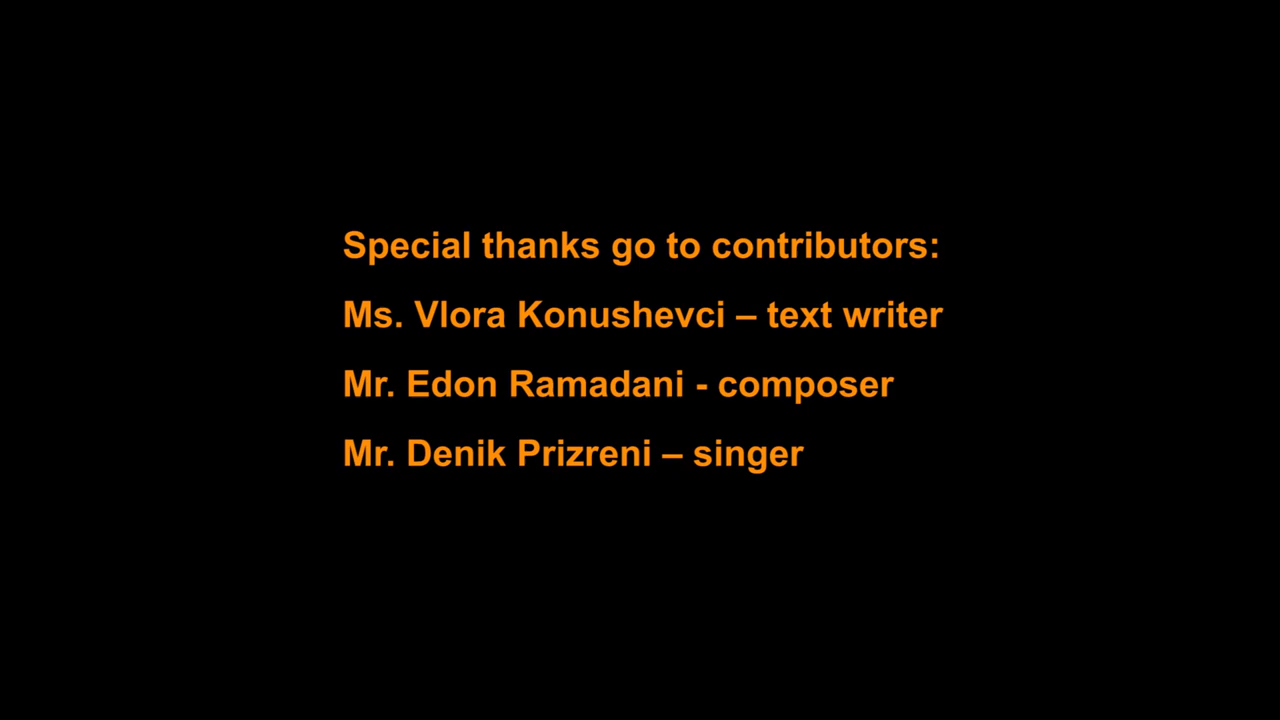 Special thanks go to contributors:
Ms. Vlora Konushevci – text writer
Mr. Edon Ramadani - composer
Mr. Denik Prizreni – singer